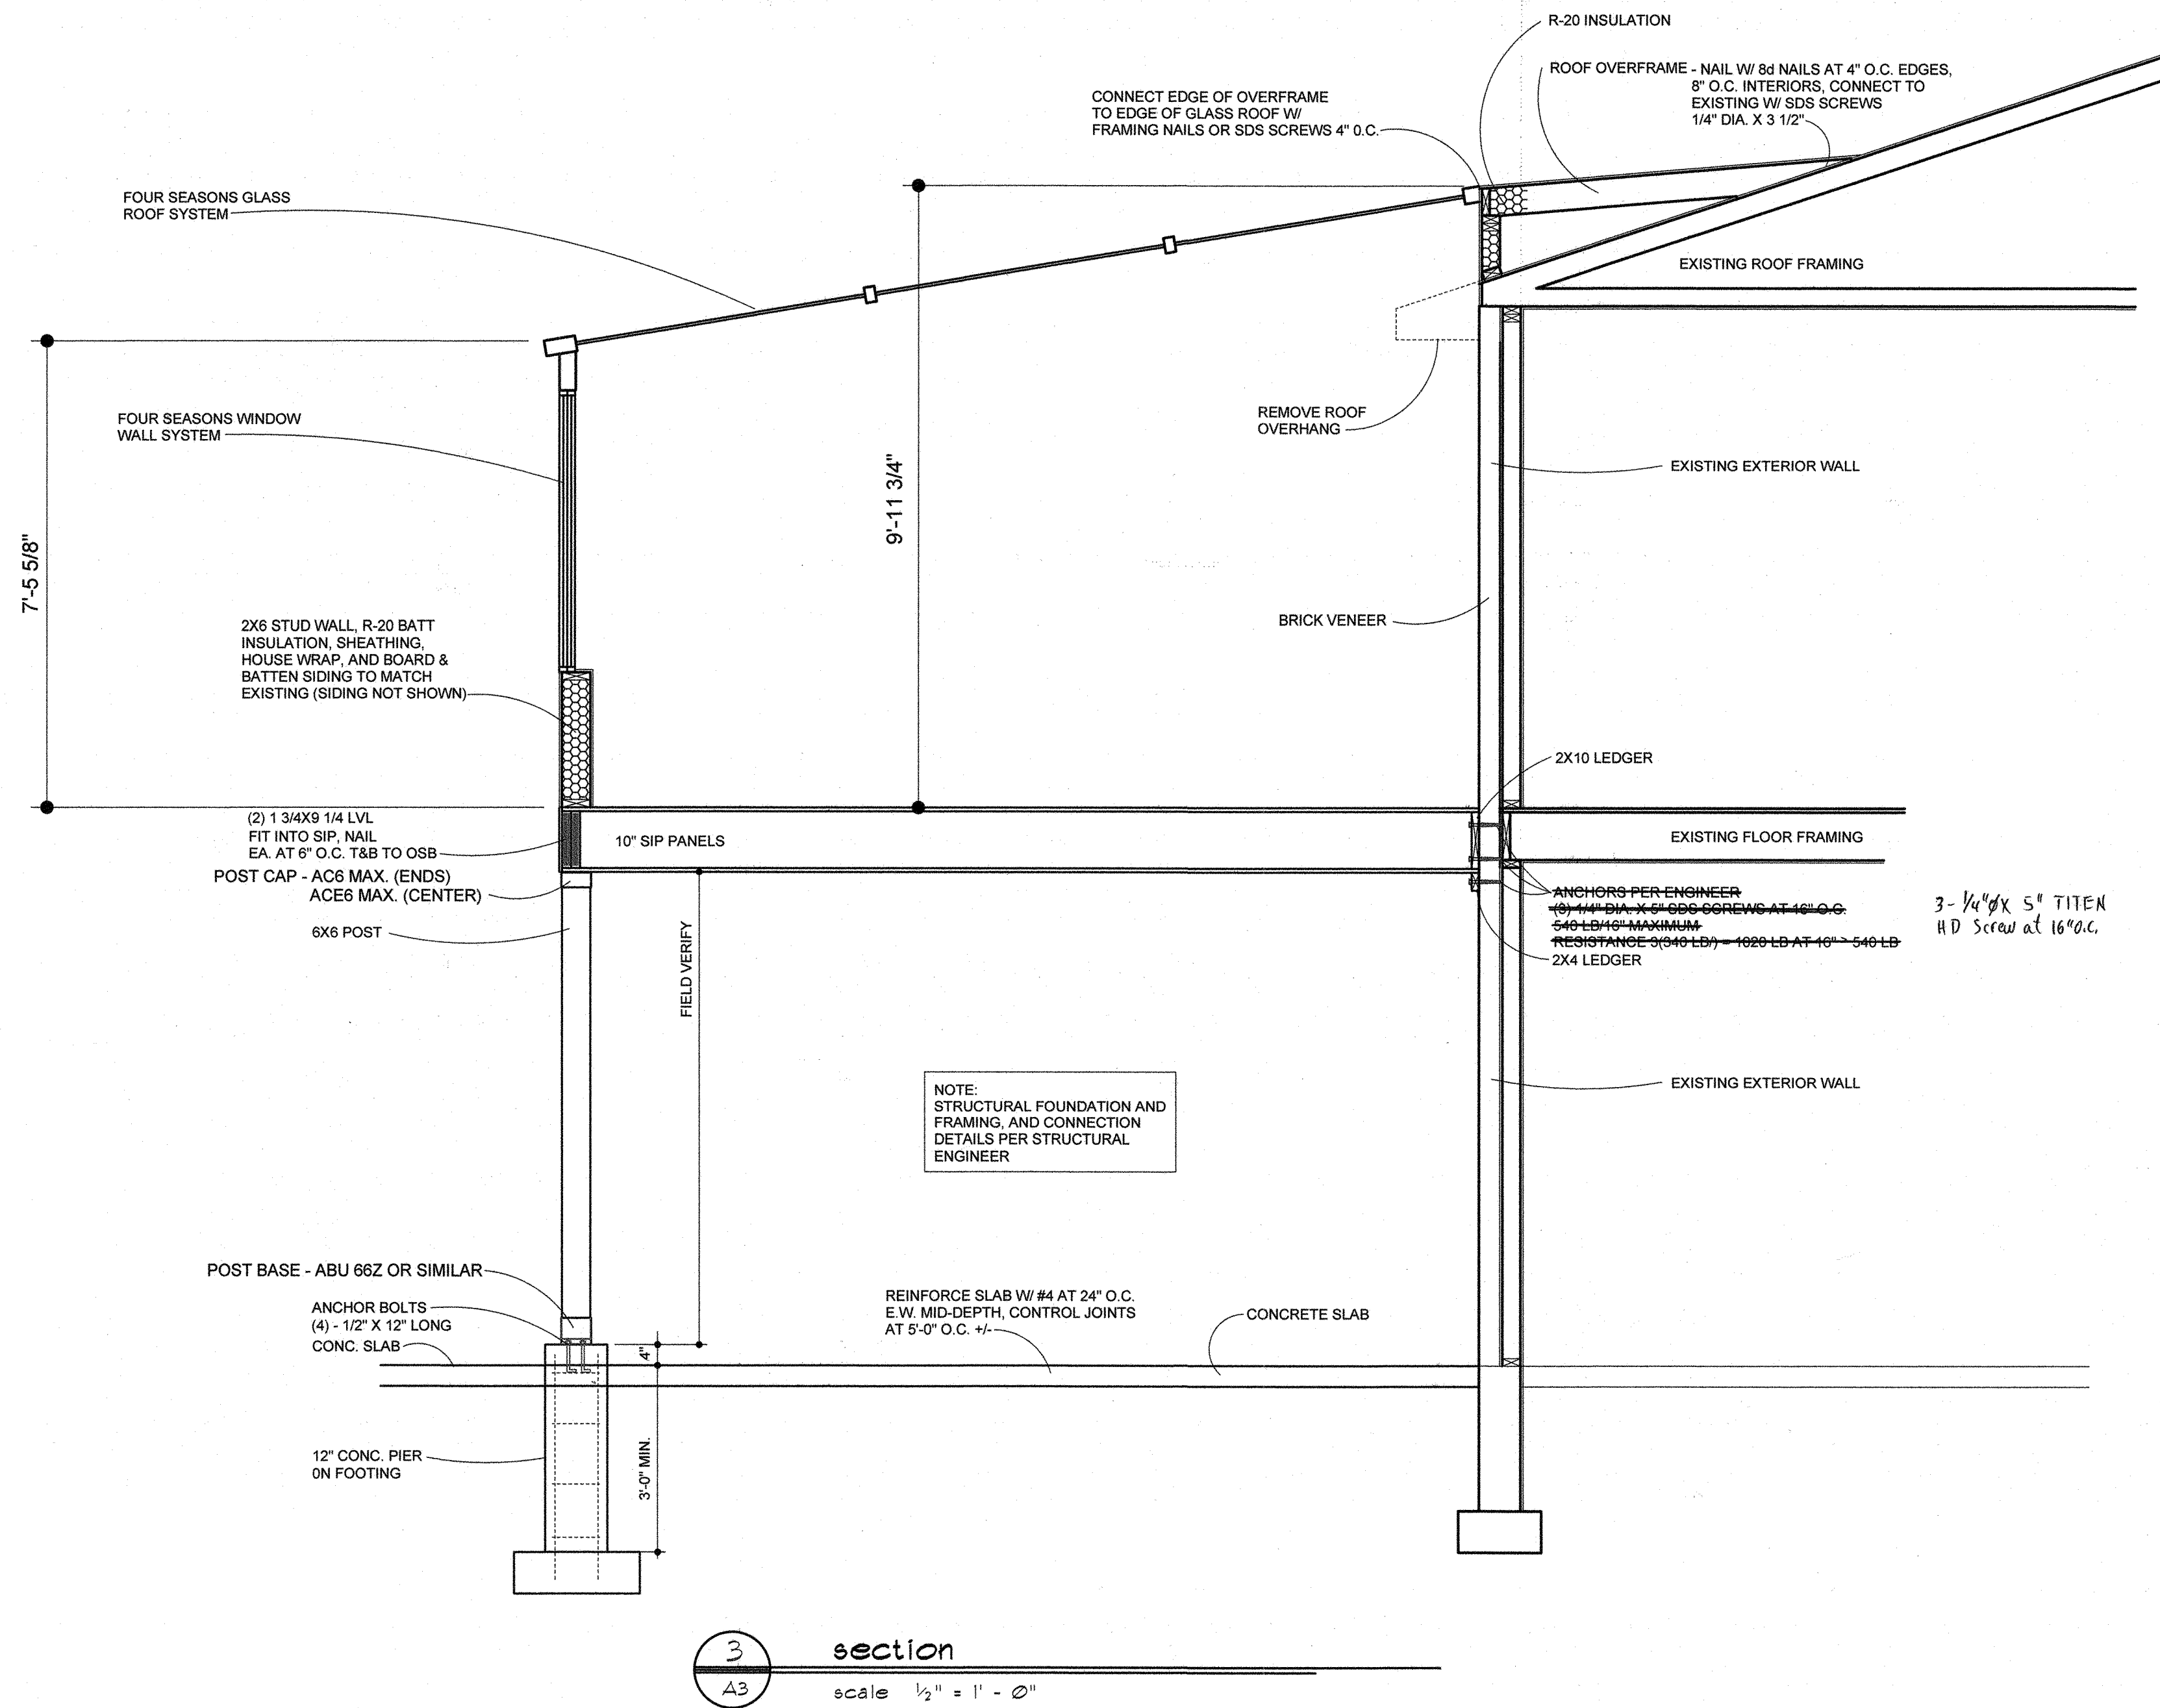 R-20 INSULATION
ROOF OVERFRAME - NAIL W/ 8d NAILS AT 4" O.C. EDGES,
8" O.C. INTERIORS, CONNECT TO
EXISTING W/ SDS SCREWS
1/4" DIA. X 3 1/2"
CONNECT EDGE OF OVERFRAME
TO EDGE OF GLASS ROOF W/
FRAMING NAILS OR SDS SCREWS 4" 0.C.
FOUR SEASONS GLASS
ROOF SYSTEM
EXISTING ROOF FRAMING
FOUR SEASONS WINDOW
WALL SYSTEM
REMOVE ROOF
OVERHANG
EXISTING EXTERIOR WALL
9'-11 3/4"
7'-5 5/8"
BRICK VENEER
2X6 STUD WALL, R-20 BATT
INSULATION, SHEATHING,
HOUSE WRAP, AND BOARD &
BATTEN SIDING TO MATCH
EXISTING (SIDING NOT SHOWN)
2X10 LEDGER
(2) 1 3/4X9 1/4 LVL
FIT INTO SIP, NAIL
EA. AT 6" O.C. T&B TO OSB
10" SIP PANELS
EXISTING FLOOR FRAMING
POST CAP - AC6 MAX. (ENDS)
ACE6 MAX. (CENTER)
6X6 POST
FIELD VERIFY
ANCHORS PER ENGINEER
(3) 1/4" DIA. X 5" SDS SCREWS AT 16" O.C.
540 LB/16" MAXIMUM
RESISTANCE 3(340 LB/) = 1020 LB AT 16" > 540 LB
2X4 LEDGER
3- 1/4"ØX 5" TITEN
HD Screw at 16"O.C.
NOTE:
STRUCTURAL FOUNDATION AND
FRAMING, AND CONNECTION
DETAILS PER STRUCTURAL
ENGINEER
EXISTING EXTERIOR WALL
POST BASE - ABU 66Z OR SIMILAR
ANCHOR BOLTS
(4) - 1/2" X 12" LONG
CONC. SLAB
REINFORCE SLAB W/ #4 AT 24" O.C.
E.W. MID-DEPTH, CONTROL JOINTS
AT 5'-0" O.C. +/-
CONCRETE SLAB
4"
3'-0" MIN.
12" CONC. PIER
0N FOOTING
3
A3
section
scale 1/2" = 1' - Ø"